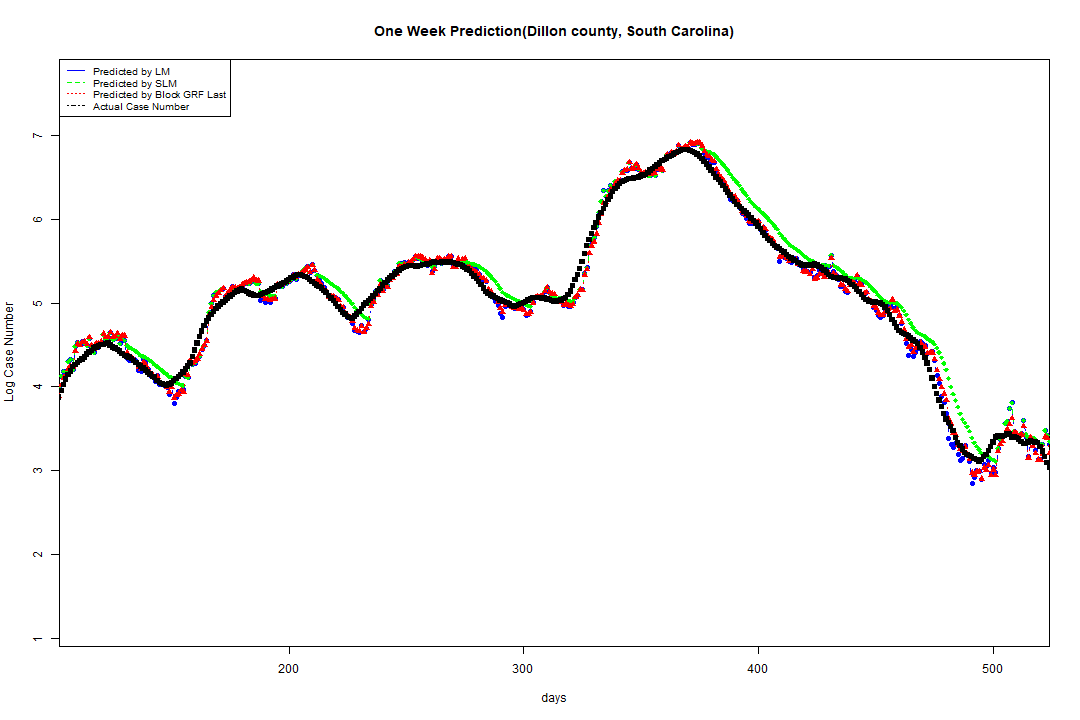 One Week Prediction(Dillon county, South Carolina)
Predicted by LM
Predicted by SLM
Predicted by Block GRF Last
Actual Case Number
7
6
5
4
3
2
1
Log Case Number
200 300 400 500
days